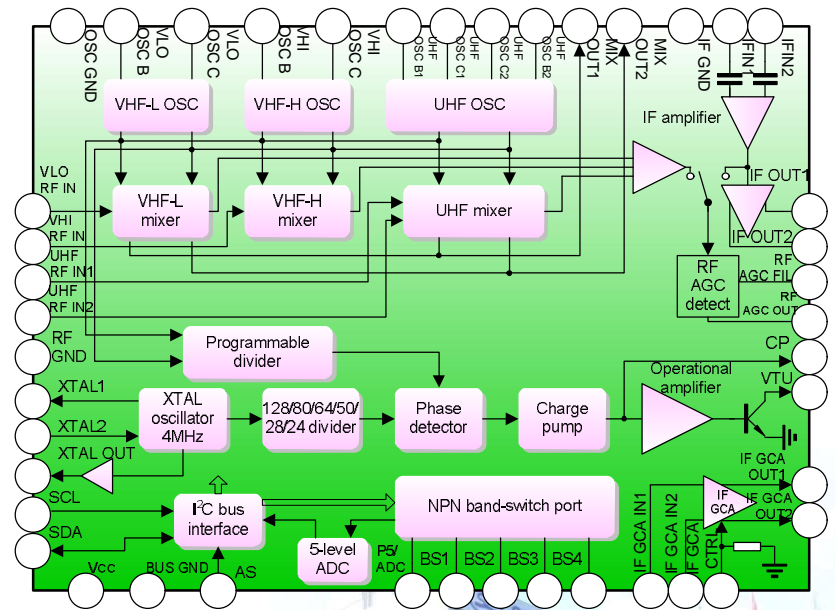 OSC GND
VLO
OSC B
VLO
OSC C
VHI
OSC B
VHI
OSC C
UHF
OSC B1
UHF
OSC C1
UHF
OSC C2
UHF
OSC B2
MIX
OUT1
MIX
OUT2
IF GND
IFIN1
IFIN2
VHF-L OSC
VHF-H OSC
UHF OSC
IF amplifier
VLO
RF IN
VHF-L
mixer
VHF-H
mixer
UHF mixer
IF OUT1
VHI
RF IN
IF OUT2
UHF
RF IN1
RF
AGC
detect
RF
AGC FIL
UHF
RF IN2
RF
AGC OUT
RF
GND
Programmable
divider
CP
Operational
amplifier
VTU
XTAL1
XTAL
oscillator
4MHz
128/80/64/50/
28/24 divider
Phase
detector
Charge
pump
XTAL2
XTAL OUT
IF GCA
OUT1
SCL
I²C bus
interface
NPN band-switch port
IF
GCA
IF GCA
OUT2
SDA
5-level
ADC
P5/
ADC
BS1
BS2
BS3
BS4
IF GCA IN1
IF GCA IN2
IF GCA
CTRL
Vcc
BUS GND
AS